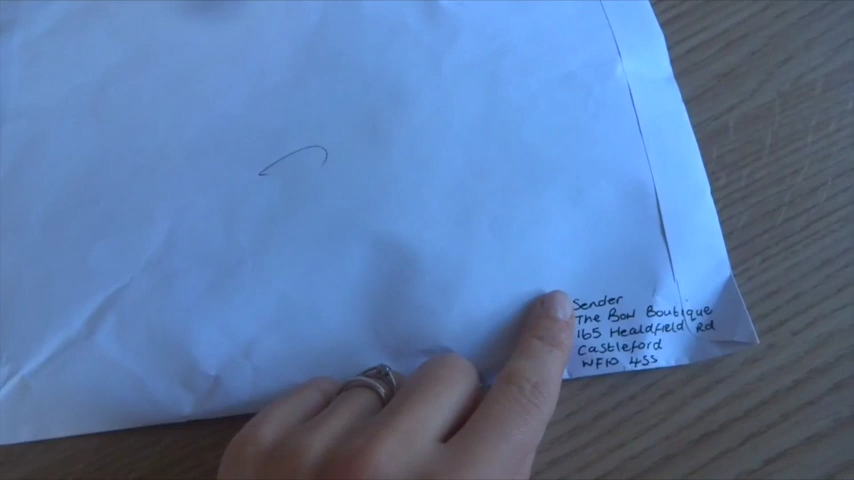 Sender
The Bow Boutique
165 Healdfield Rd
Castleford
WF10 4SS